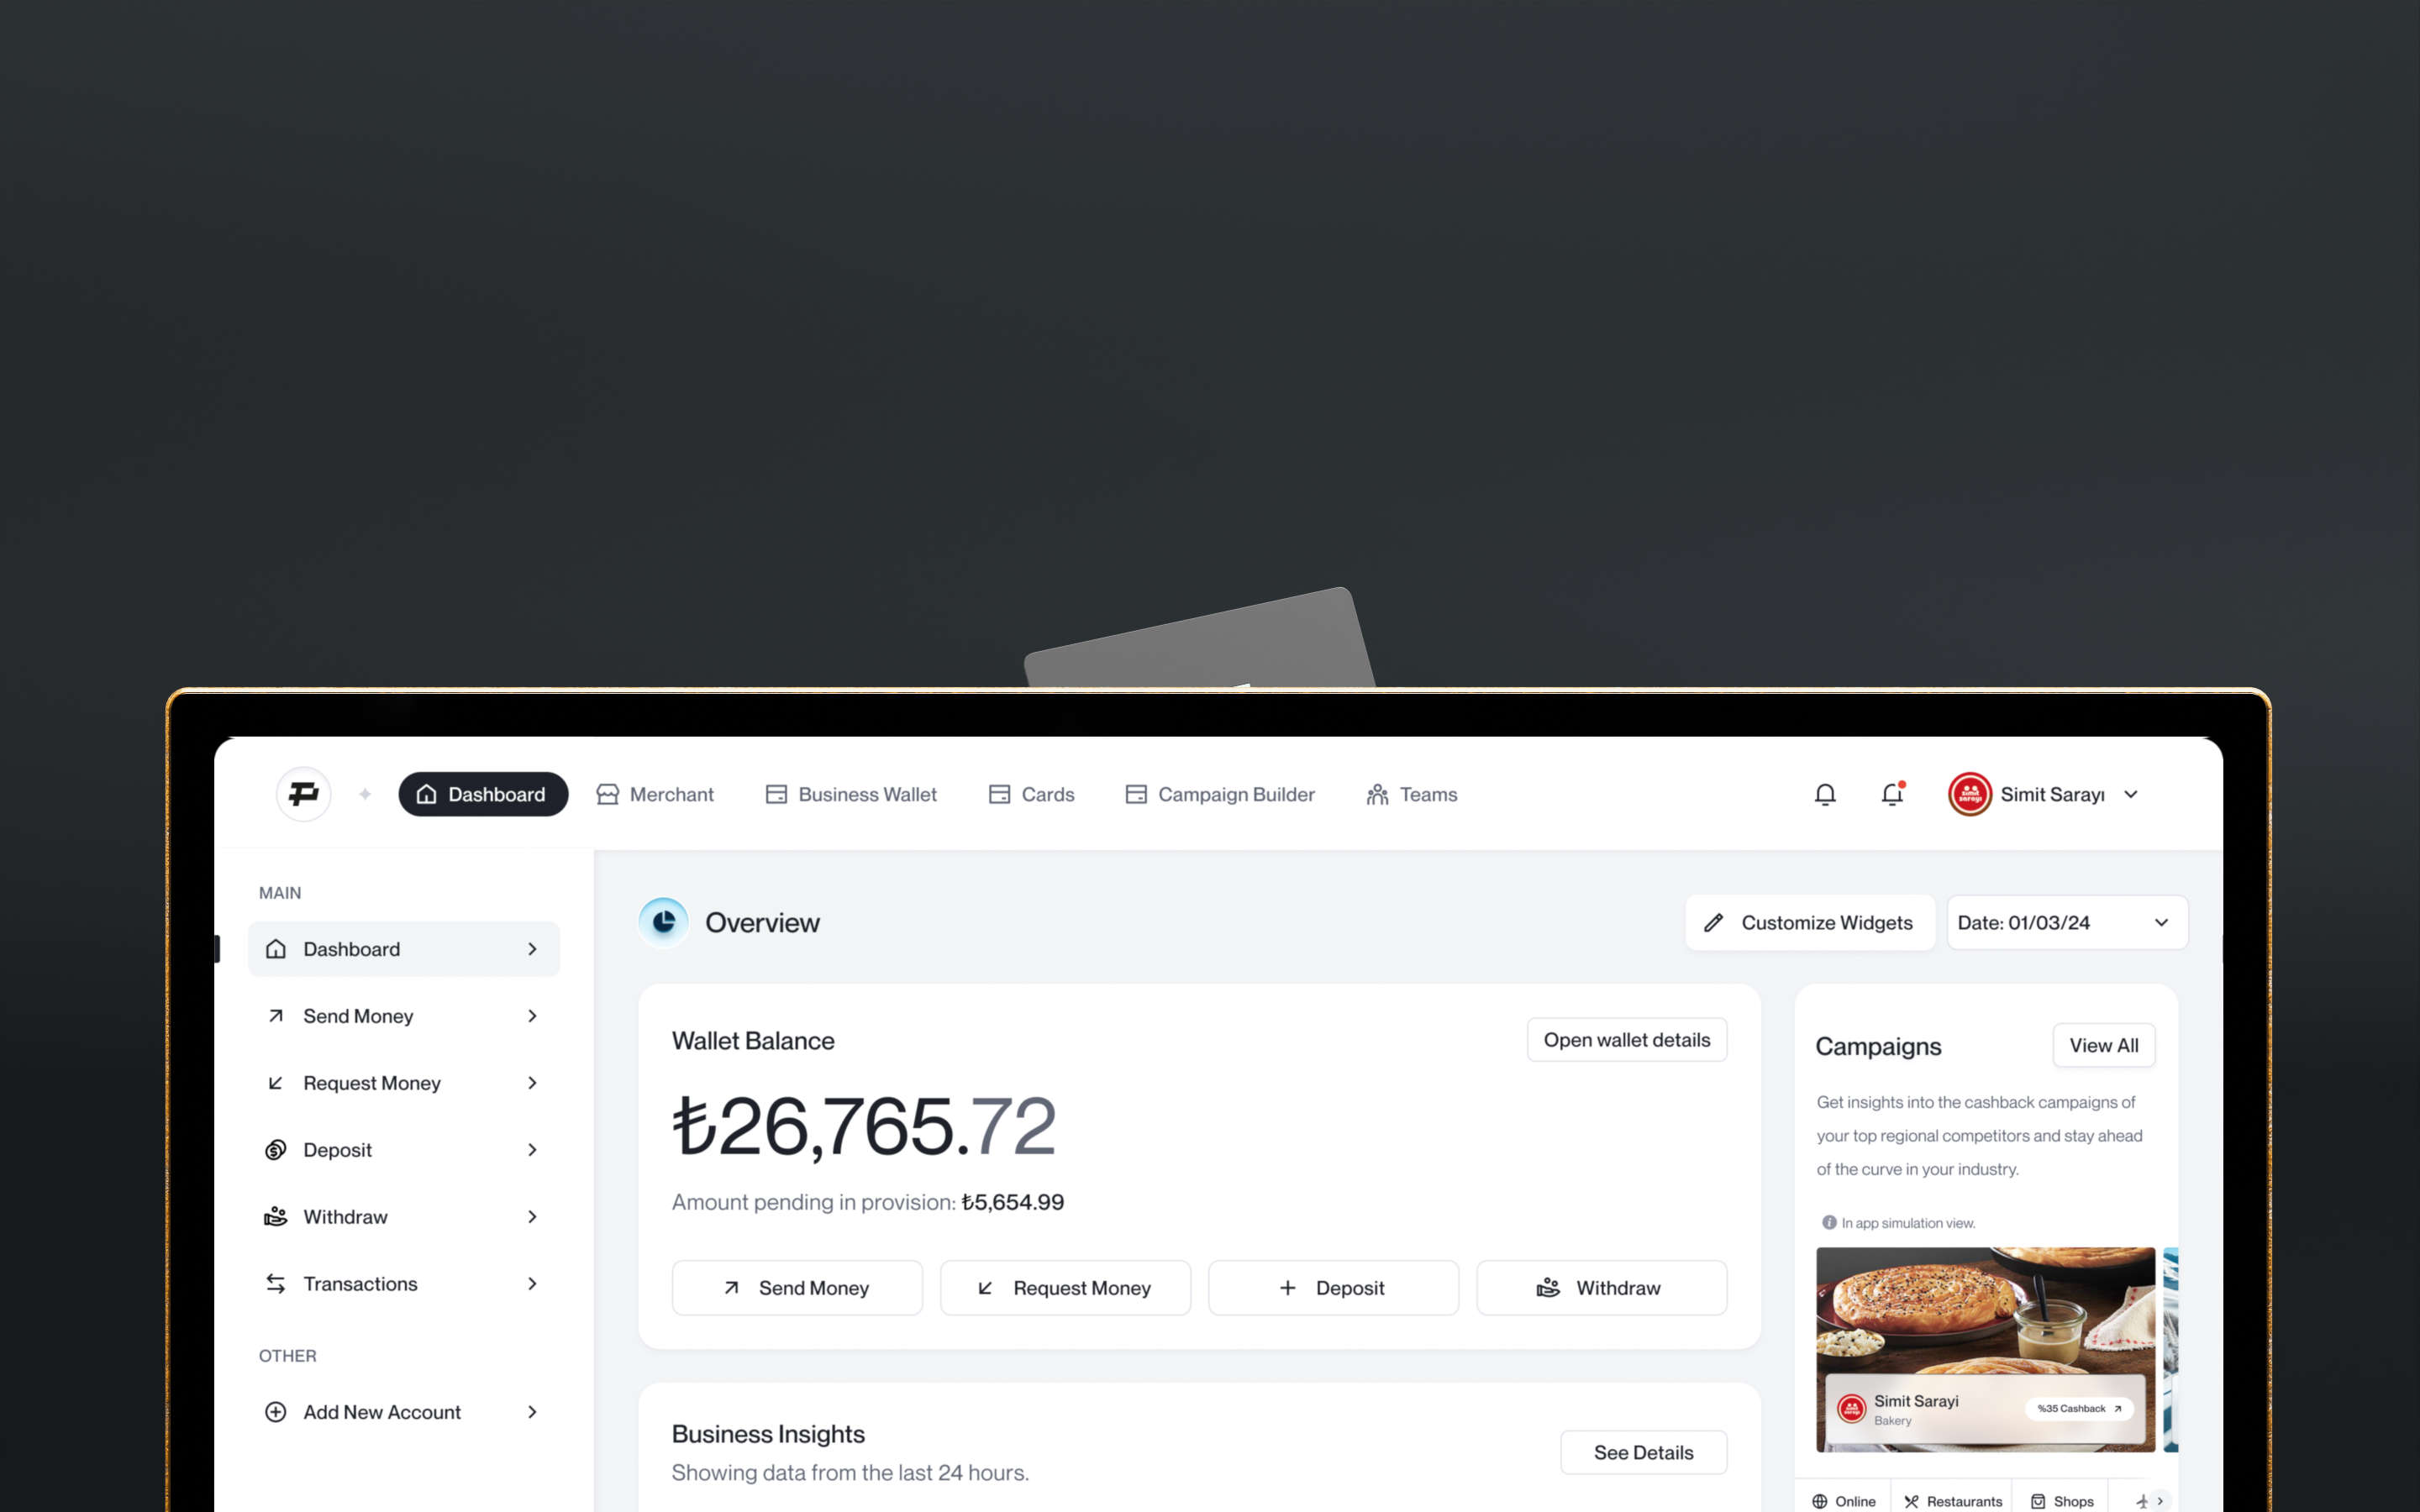 Dashboard
Merchant
Business Wallet
Cards
Campaign Builder
Teams
Simit Sarayı
MAIN
Dashboard
Send Money
Request Money
Deposit
Withdraw
Transactions
OTHER
Add New Account
Overview
Customize Widgets
Date: 01/03/24
Wallet Balance
Open wallet details
₺26,765.72
Amount pending in provision: ₺5,654.99
Send Money
Request Money
Deposit
Withdraw
Business Insights
Showing data from the last 24 hours.
See Details
Campaigns
View All
Get insights into the cashback campaigns of
your top regional competitors and stay ahead
of the curve in your industry.
In app simulation view.
Simit Sarayi
Bakery
%35 Cashback
Online
Restaurants
Shops